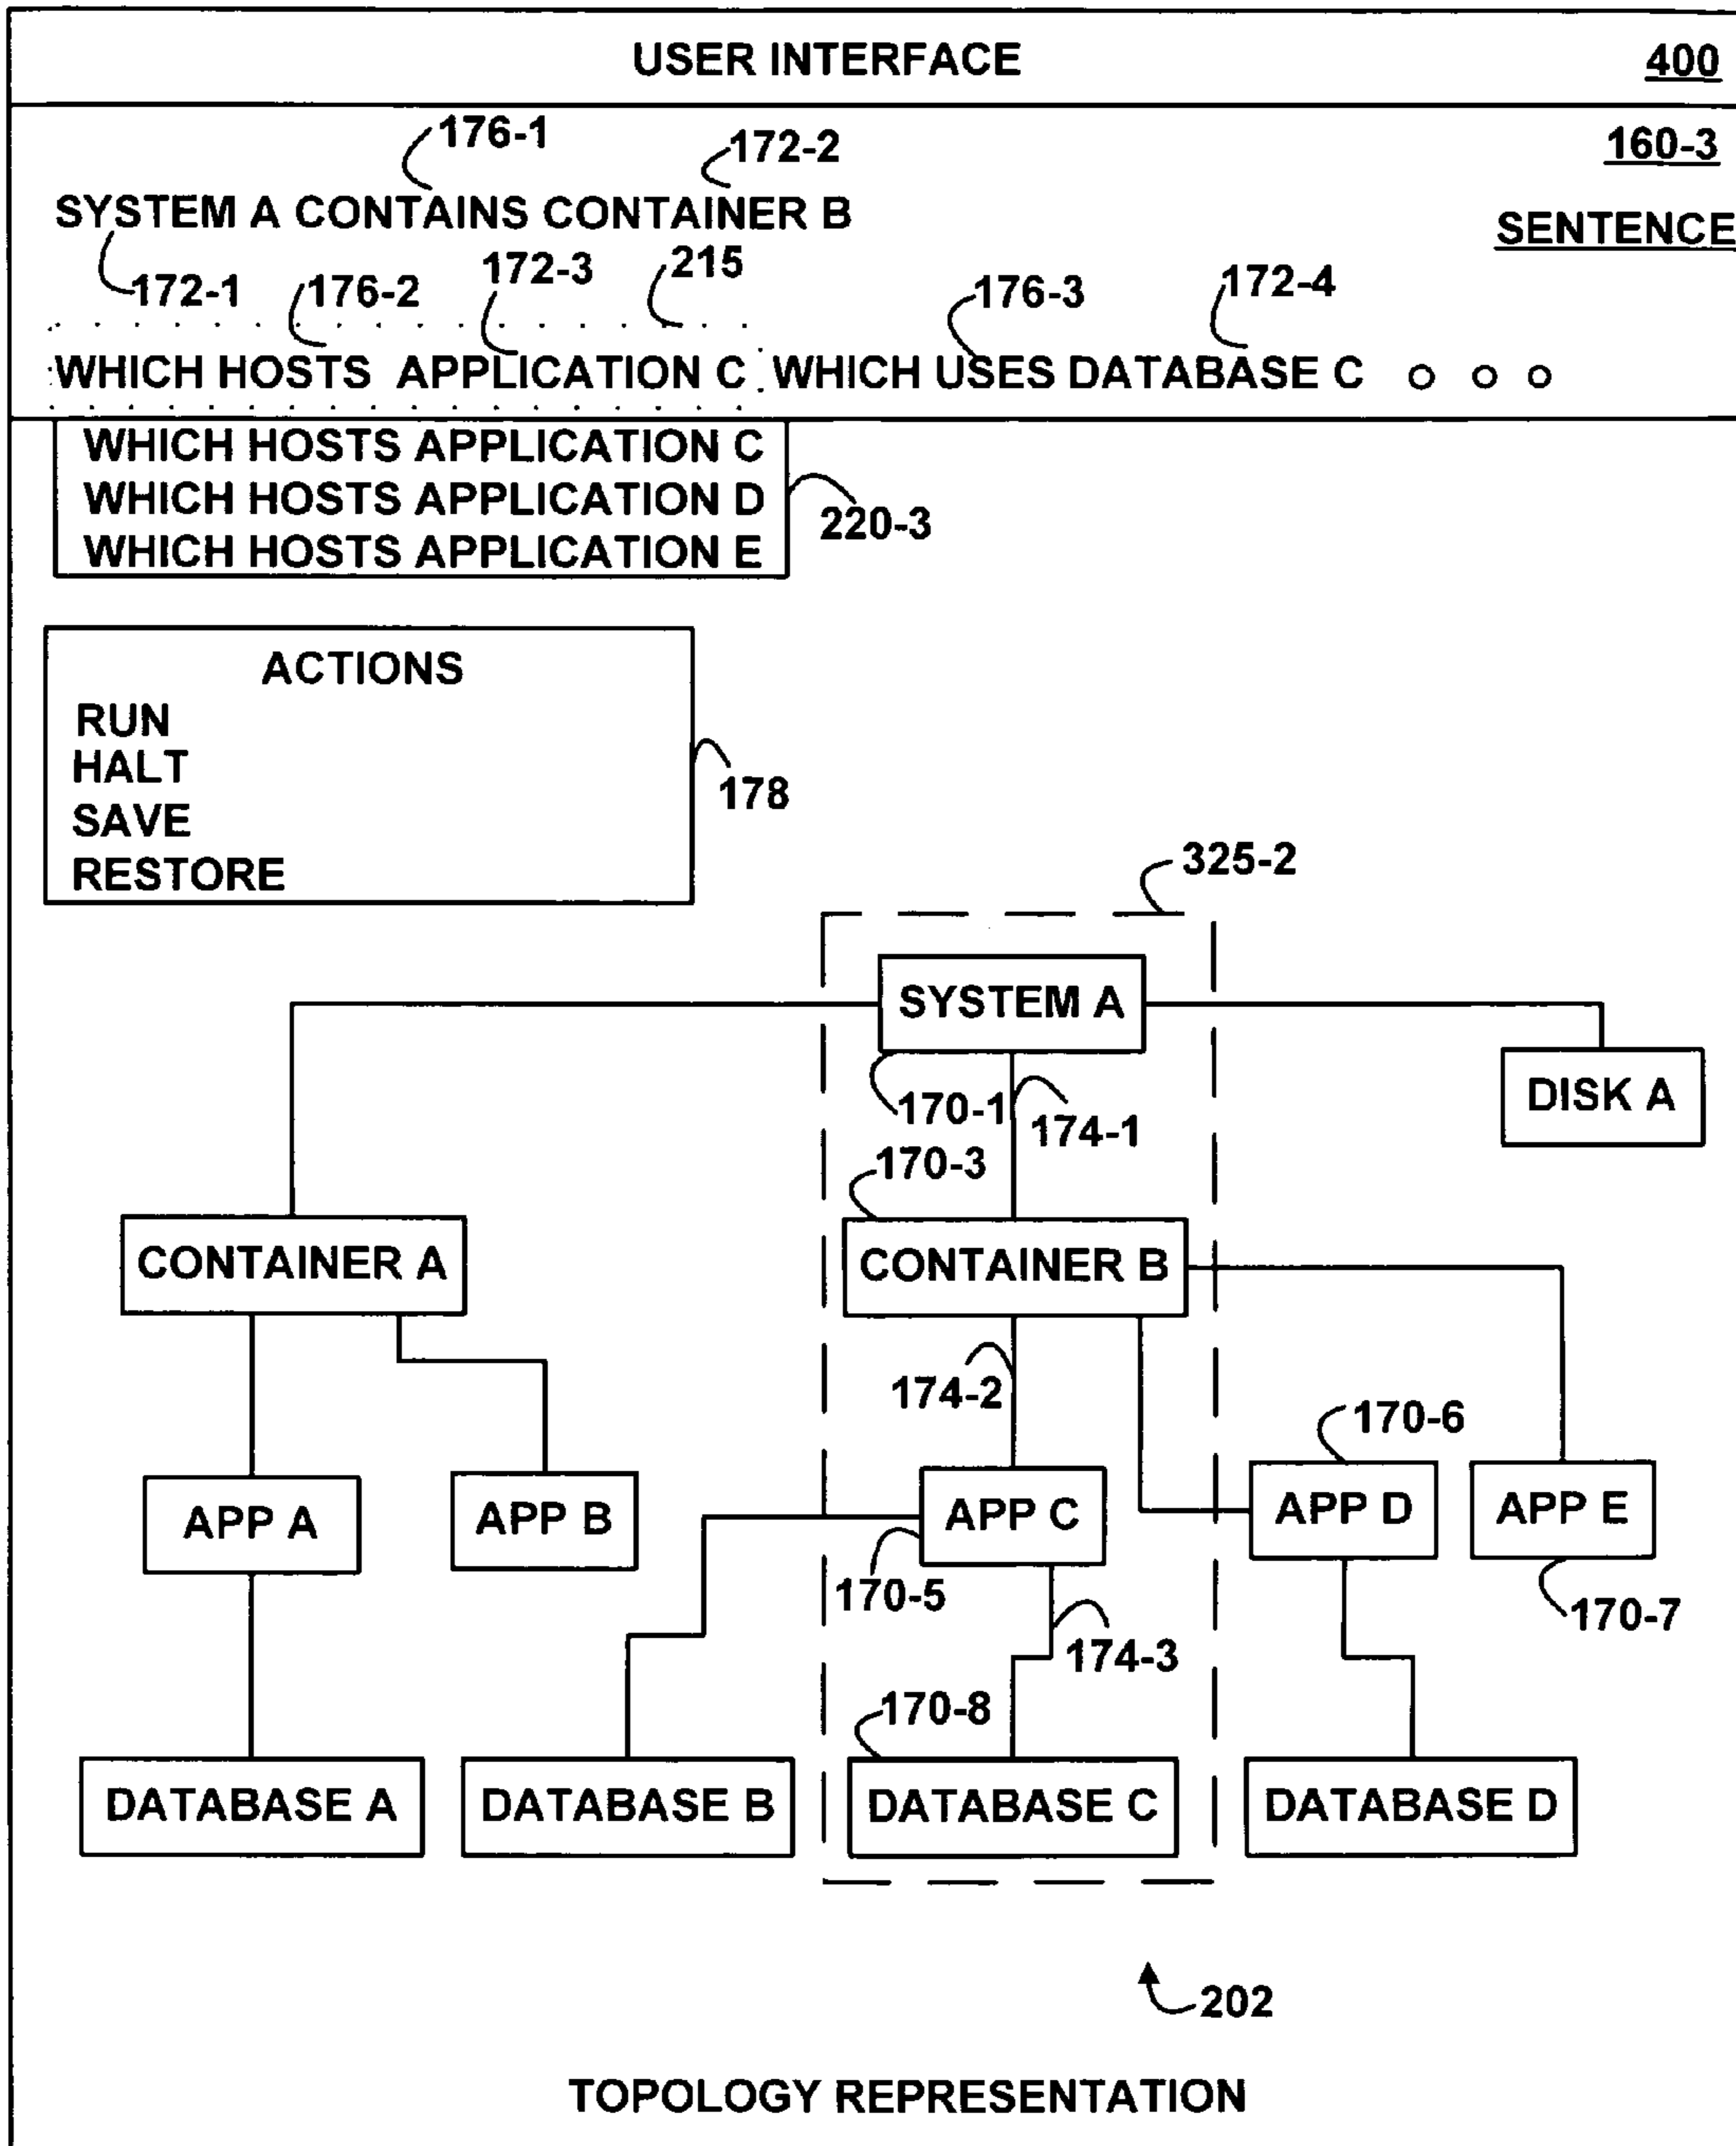 USER INTERFACE 400
176-1 172-2 160-3
SYSTEM A CONTAINS CONTAINER B
SENTENCE
172-1 176-2 172-3 215 176-3 172-4
WHICH HOSTS APPLICATION C WHICH USES DATABASE C
WHICH HOSTS APPLICATION C
WHICH HOSTS APPLICATION D
WHICH HOSTS APPLICATION E
220-3
ACTIONS
RUN
HALT
SAVE
RESTORE
178
325-2
SYSTEM A
DISK A
170-1 174-1
170-3
CONTAINER A CONTAINER B
174-2
170-6
APP A APP B APP C APP D APP E
170-5 170-7
174-3
170-8
DATABASE A DATABASE B DATABASE C DATABASE D
202
TOPOLOGY REPRESENTATION